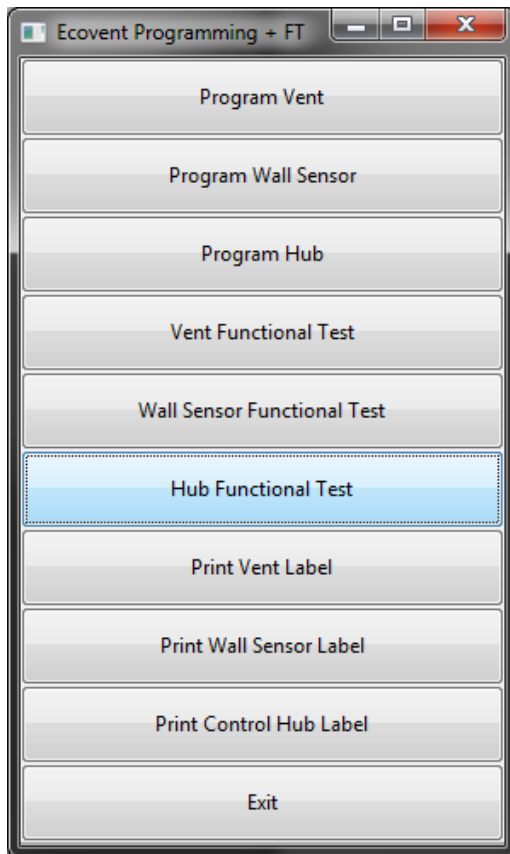 Ecovent Programming + FT
Program Vent
Program Wall Sensor
Program Hub
Vent Functional Test
Wall Sensor Functional Test
Hub Functional Test
Print Vent Label
Print Wall Sensor Label
Print Control Hub Label
Exit